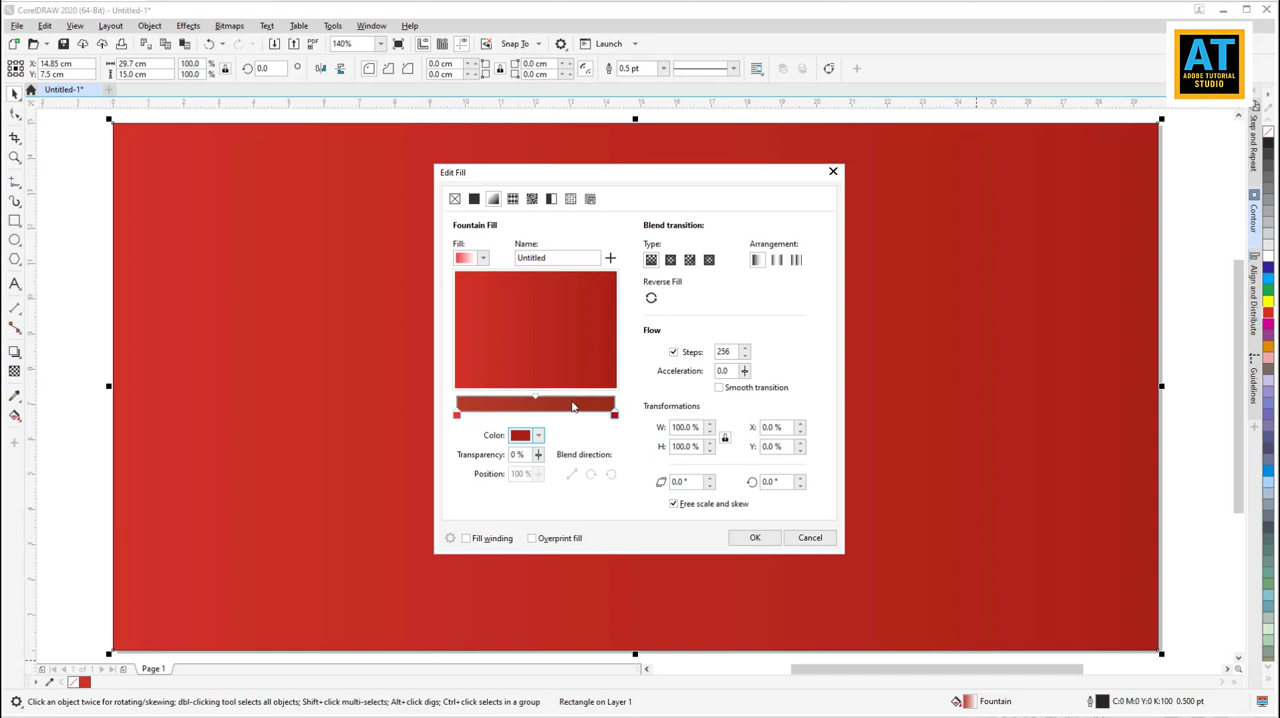 CorelDRAW 2020 (64-Bit) - Untitled-1*
File Edit View Layout Object Effects Bitmaps Text Table Tools Window Help
PDF 140% Snap To Launch
X: 14.85 cm 29.7 cm 100.0 % 0.0 ° 0.0 cm 0.0 cm 0.5 pt
Y: 7.5 cm 15.0 cm 100.0 % 0.0 cm 0.0 cm
AT
ADOBE TUTORIAL
STUDIO
Untitled-1*
Edit Fill
Fountain Fill
Fill: Name:
Untitled
Blend transition:
Type: Arrangement:
Reverse Fill
Flow
Steps: 256
Acceleration: 0.0
Smooth transition
Transformations
W: 100.0 % X: 0.0 %
H: 100.0 % Y: 0.0 %
0.0 ° 0.0 °
Free scale and skew
Color:
Transparency: 0 % Blend direction:
Position: 100 %
Fill winding Overprint fill OK Cancel
Step and Repeat
Contour
Align and Distribute
Guidelines
1 of 1 Page 1
Click an object twice for rotating/skewing; dbl-clicking tool selects all objects; Shift+click multi-selects; Alt+click digs; Ctrl+click selects in a group Rectangle on Layer 1 Fountain C:0 M:0 Y:0 K:100 0.500 pt